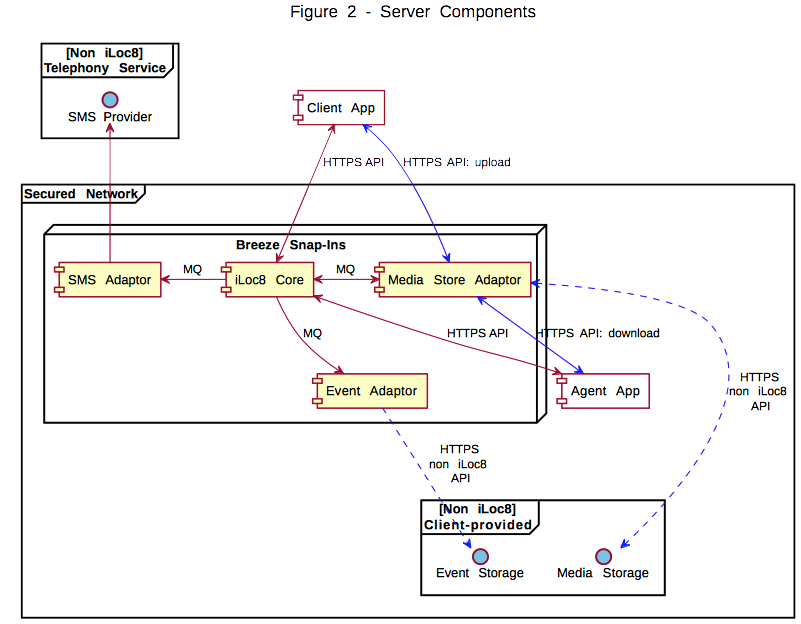 Figure 2 - Server Components
[Non iLoc8]
Telephony Service
SMS Provider
Client App
HTTPS API
HTTPS API: upload
Secured Network
Breeze Snap-Ins
SMS Adaptor
MQ
iLoc8 Core
MQ
Media Store Adaptor
MQ
HTTPS API
HTTPS API: download
Event Adaptor
Agent App
HTTPS
non iLoc8
API
HTTPS
non iLoc8
API
[Non iLoc8]
Client-provided
Event Storage
Media Storage